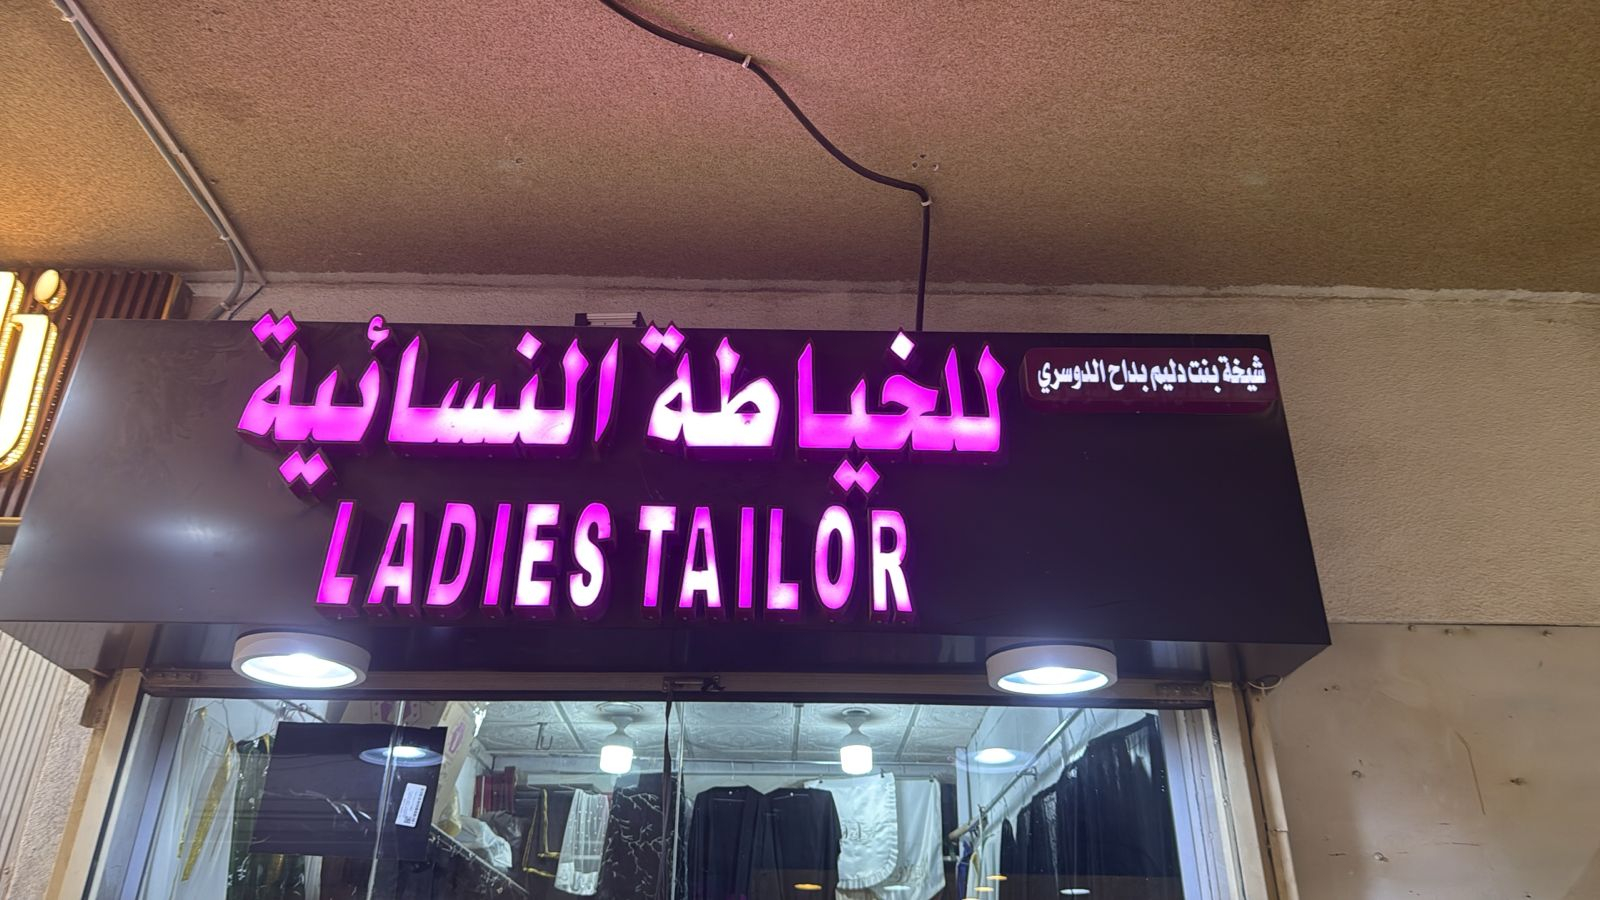 شيخة بنت دليم بداح الدوسري
للخياطة النسائية
LADIES TAILOR